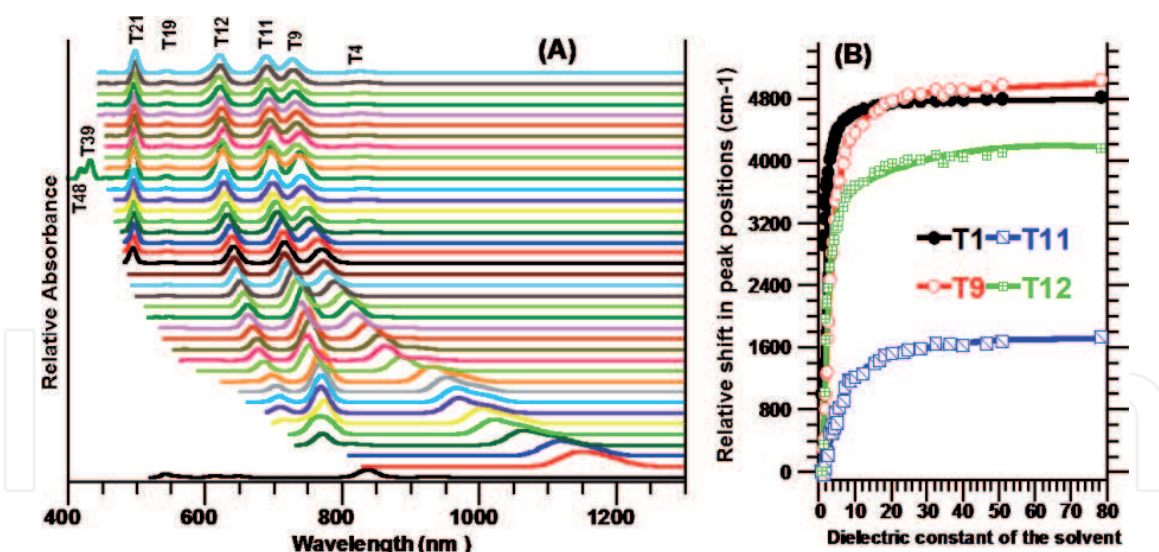 T21
T19
T12
T11
T9
T4
(A)
T39
T48
Relative Absorbance
400
600
800
1000
1200
Wavelength (nm )
(B)
Relative shift in peak positions (cm-1)
4800
4000
3200
2400
1600
800
0
T1 T11
T9 T12
0 10 20 30 40 50 60 70 80
Dielectric constant of the solvent